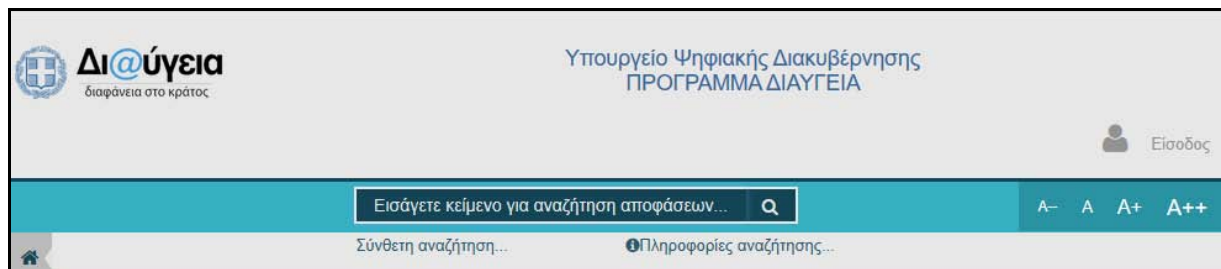 Δι@ύγεια
διαφάνεια στο κράτος
Υπουργείο Ψηφιακής Διακυβέρνησης
ΠΡΟΓΡΑΜΜΑ ΔΙΑΥΓΕΙΑ
Είσοδος
Εισάγετε κείμενο για αναζήτηση αποφάσεων...
A– A A+ A++
Σύνθετη αναζήτηση... Πληροφορίες αναζήτησης...